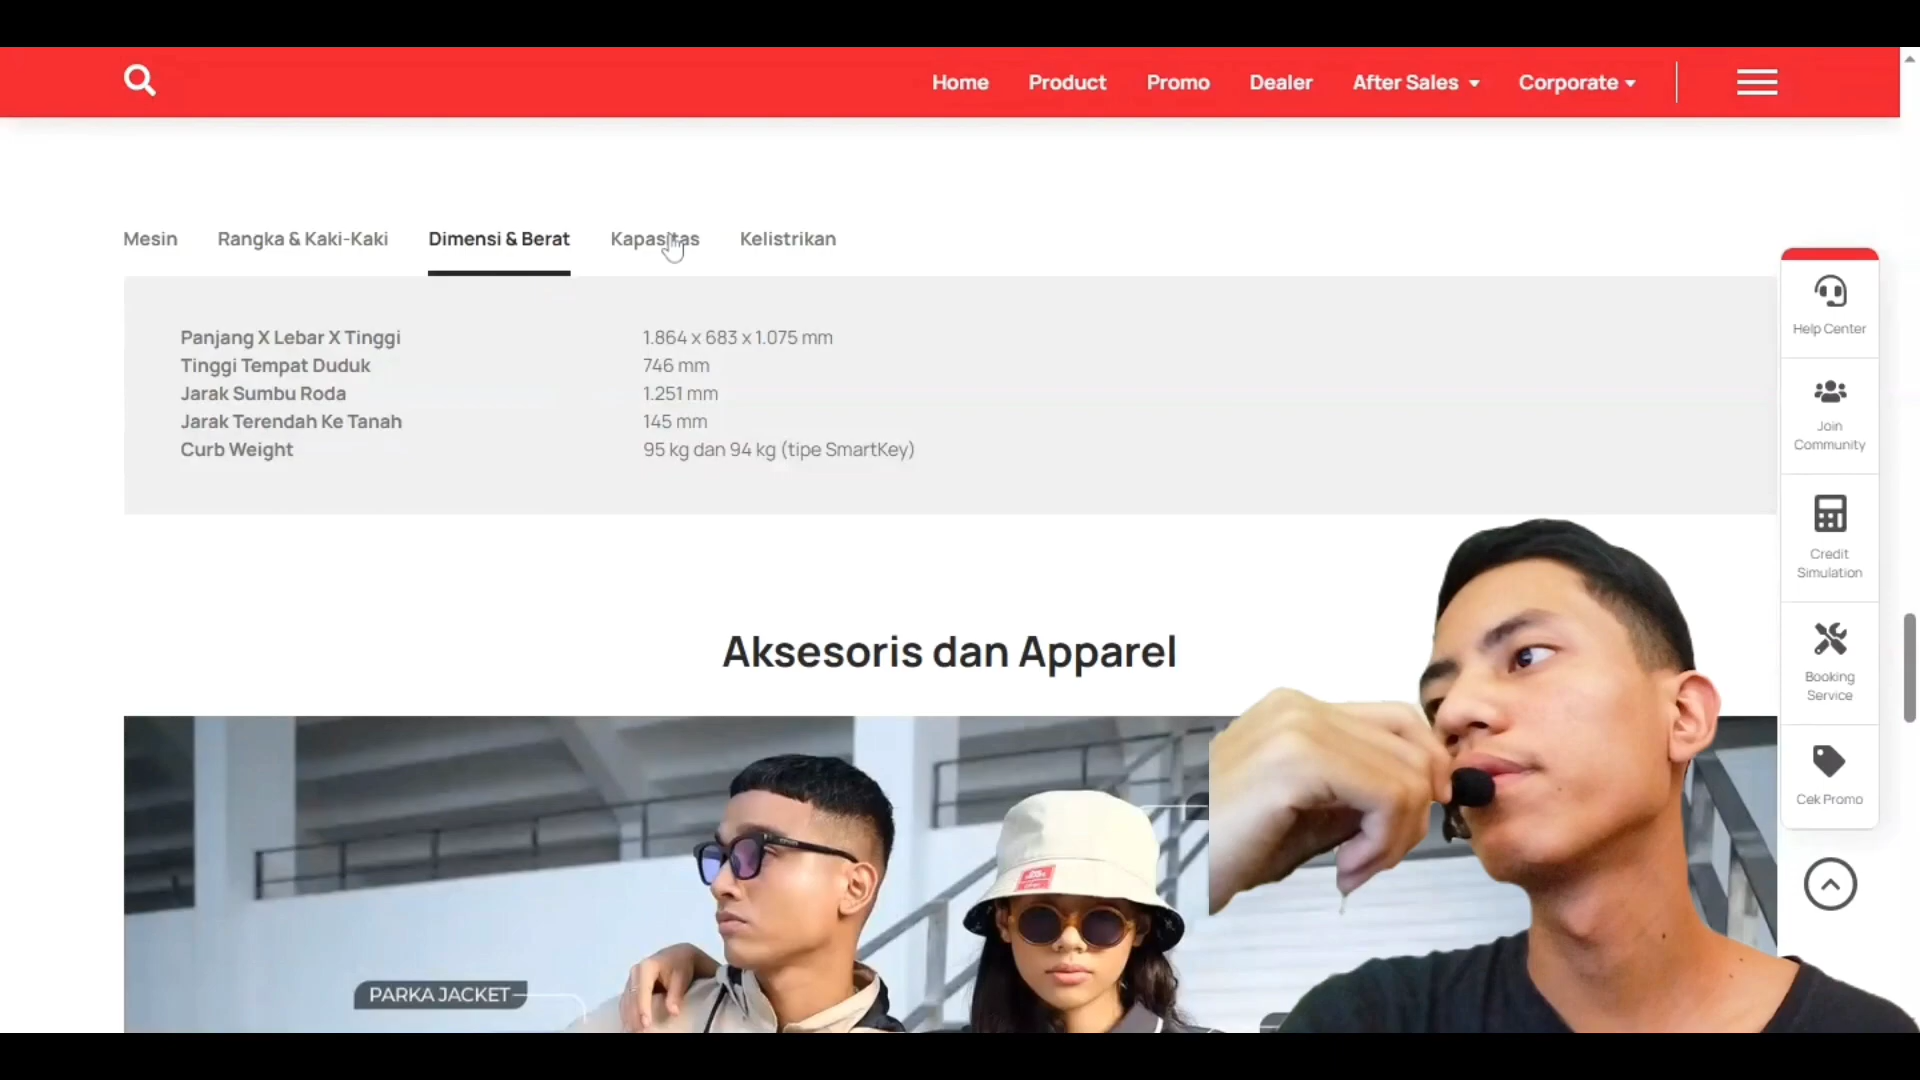 Home Product Promo Dealer After Sales Corporate
Mesin Rangka & Kaki-Kaki Dimensi & Berat Kapasitas Kelistrikan
Panjang X Lebar X Tinggi 1.864 x 683 x 1.075 mm
Tinggi Tempat Duduk 746 mm
Jarak Sumbu Roda 1.251 mm
Jarak Terendah Ke Tanah 145 mm
Curb Weight 95 kg dan 94 kg (tipe SmartKey)
Help Center
Join
Community
Credit
Simulation
Booking
Service
Cek Promo
Aksesoris dan Apparel
PARKA JACKET